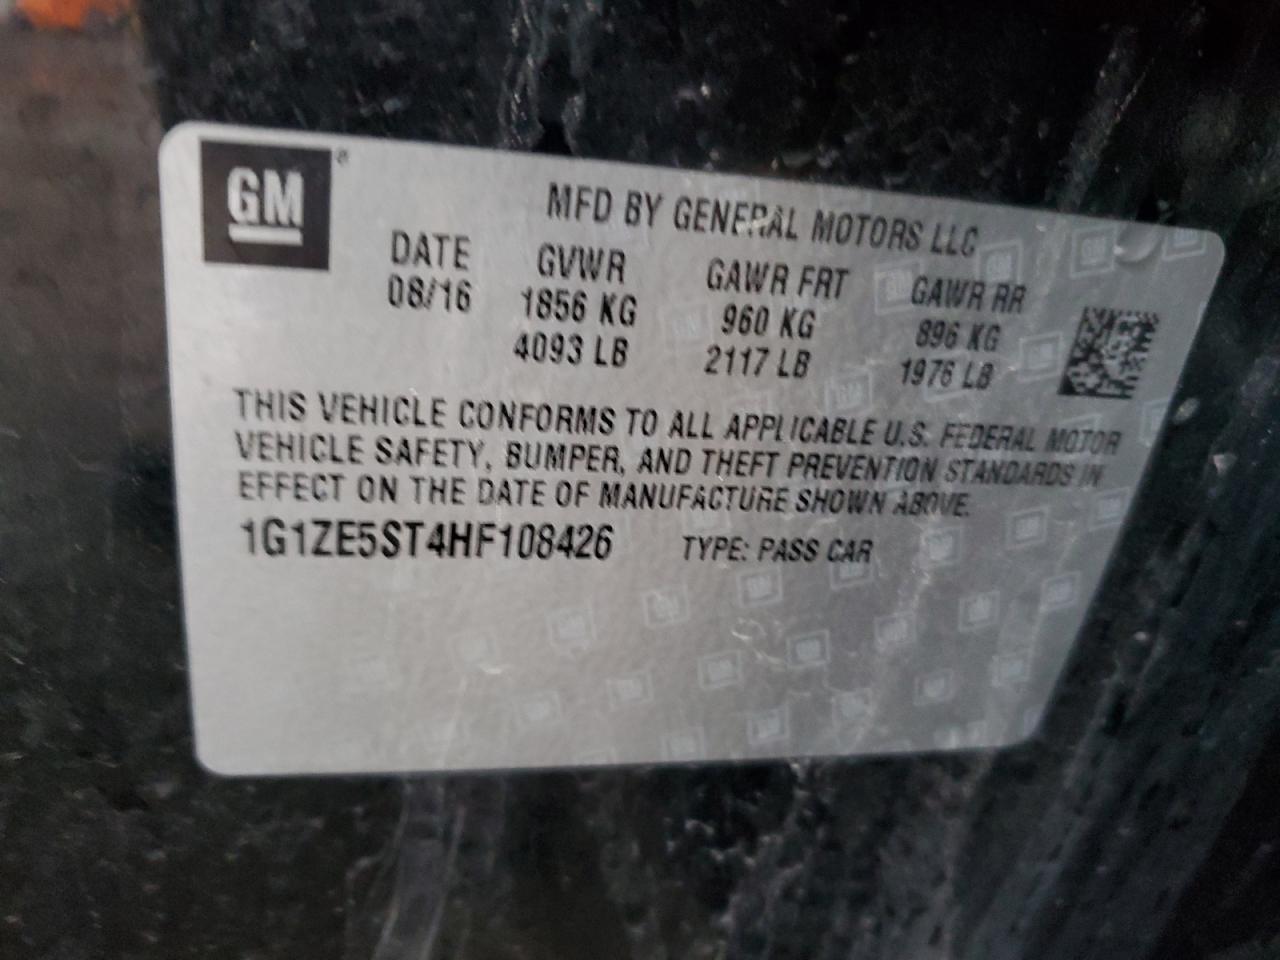 GM®
MFD BY GENERAL MOTORS LLC
DATE GVWR GAWR FRT GAWR RR
08/16 1856 KG 960 KG 896 KG
4093 LB 2117 LB 1976 LB
THIS VEHICLE CONFORMS TO ALL APPLICABLE U.S. FEDERAL MOTOR
VEHICLE SAFETY, BUMPER, AND THEFT PREVENTION STANDARDS IN
EFFECT ON THE DATE OF MANUFACTURE SHOWN ABOVE.
1G1ZE5ST4HF108426 TYPE: PASS CAR